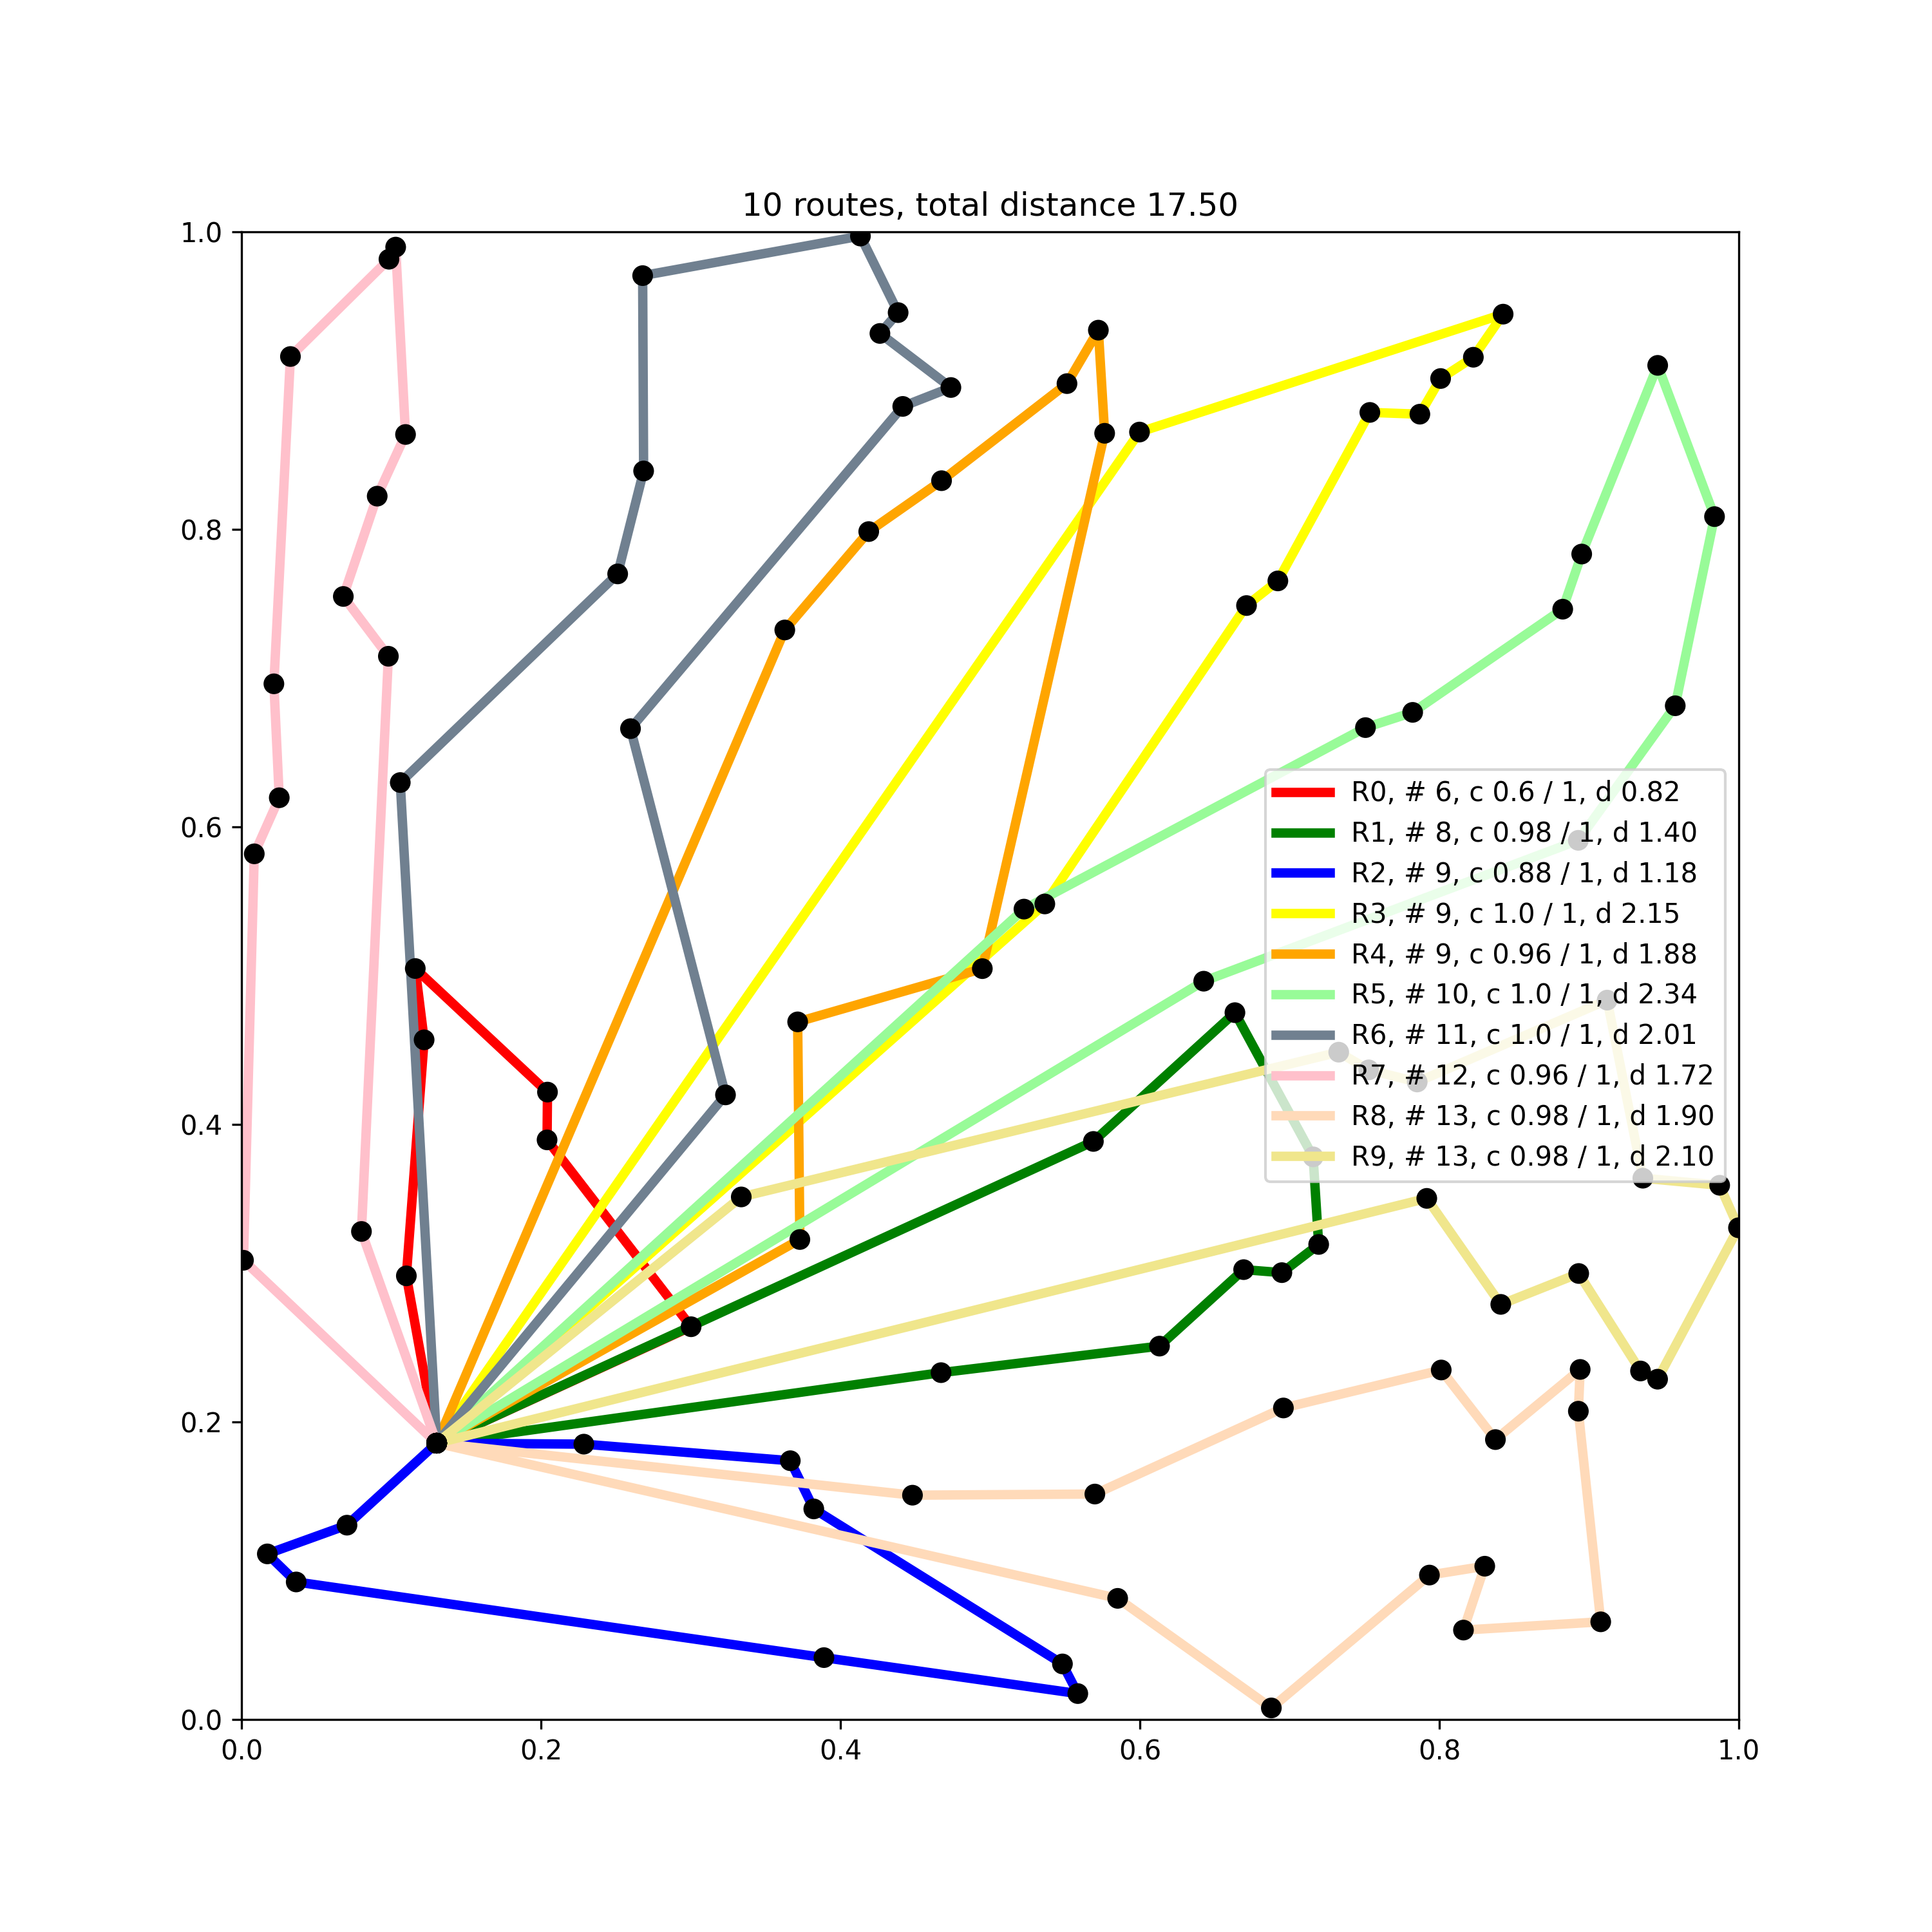 10 routes, total distance 17.50
1.0
0.8
0.6
0.4
0.2
0.0
R0, # 6, c 0.6 / 1, d 0.82
R1, # 8, c 0.98 / 1, d 1.40
R2, # 9, c 0.88 / 1, d 1.18
R3, # 9, c 1.0 / 1, d 2.15
R4, # 9, c 0.96 / 1, d 1.88
R5, # 10, c 1.0 / 1, d 2.34
R6, # 11, c 1.0 / 1, d 2.01
R7, # 12, c 0.96 / 1, d 1.72
R8, # 13, c 0.98 / 1, d 1.90
R9, # 13, c 0.98 / 1, d 2.10
0.0 0.2 0.4 0.6 0.8 1.0